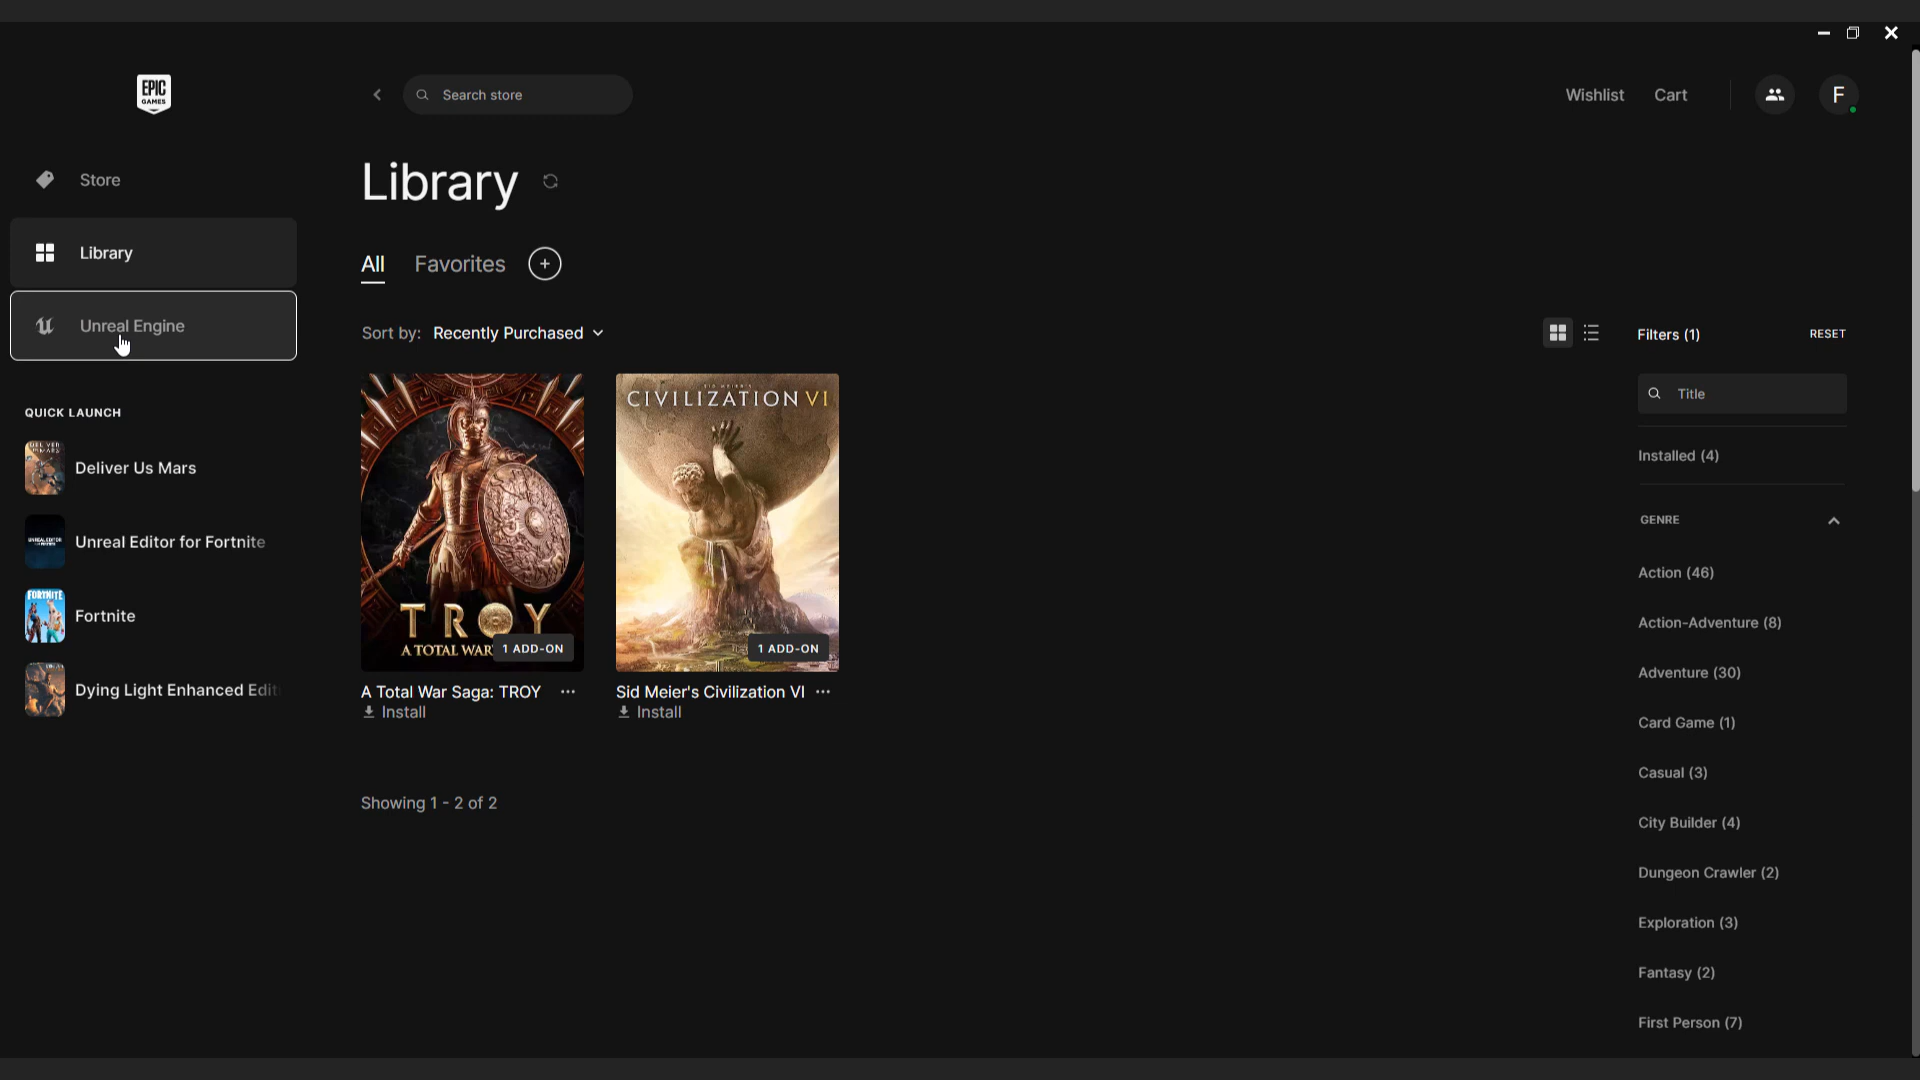 EPIC
GAMES
Search store
Wishlist
Cart
F
Store
Library
Unreal Engine
QUICK LAUNCH
Deliver Us Mars
Unreal Editor for Fortnite
FORTNITE
Fortnite
Dying Light Enhanced Edit
Library
All
Favorites
Sort by: Recently Purchased
CIVILIZATION VI
TROY
A TOTAL WAR
1 ADD-ON
1 ADD-ON
A Total War Saga: TROY
Install
Sid Meier's Civilization VI
Install
Showing 1 - 2 of 2
Filters (1)
RESET
Title
Installed (4)
GENRE
Action (46)
Action-Adventure (8)
Adventure (30)
Card Game (1)
Casual (3)
City Builder (4)
Dungeon Crawler (2)
Exploration (3)
Fantasy (2)
First Person (7)